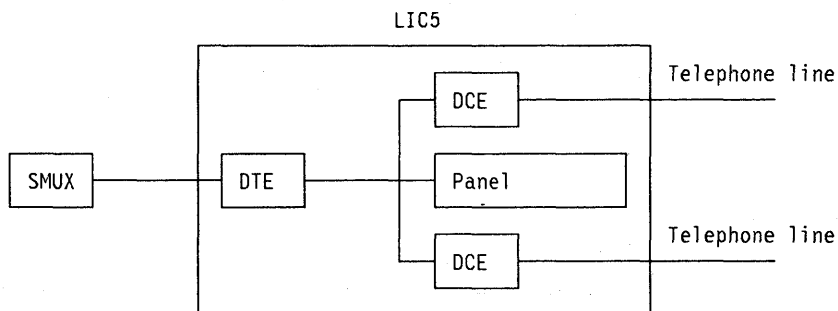 LIC5
Telephone line
DCE
SMUX
DTE
Panel
Telephone line
DCE